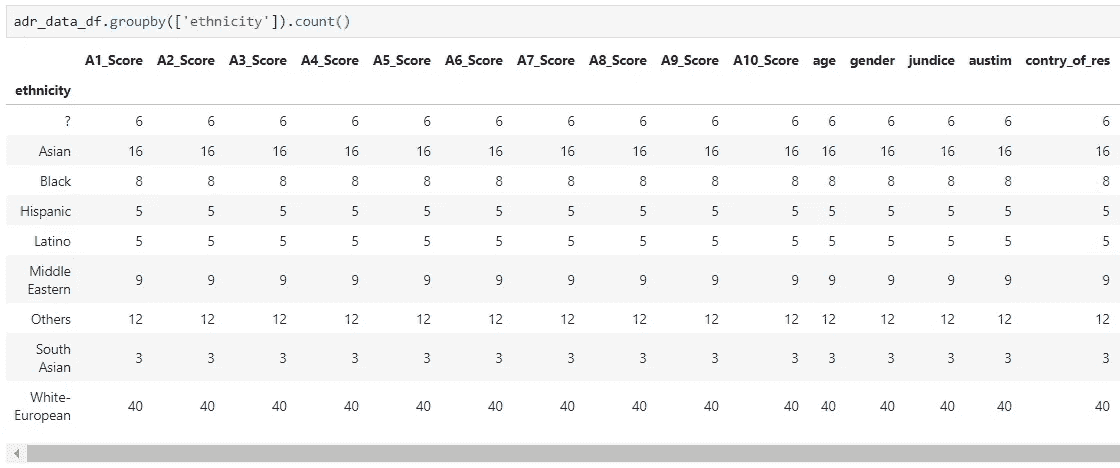 adr_data_df.groupby(['ethnicity']).count()
A1_Score A2_Score A3_Score A4_Score A5_Score A6_Score A7_Score A8_Score A9_Score A10_Score age gender jundice austim contry_of_res
ethnicity
? 6 6 6 6 6 6 6 6 6 6 6 6 6 6 6
Asian 16 16 16 16 16 16 16 16 16 16 16 16 16 16 16
Black 8 8 8 8 8 8 8 8 8 8 8 8 8 8 8
Hispanic 5 5 5 5 5 5 5 5 5 5 5 5 5 5 5
Latino 5 5 5 5 5 5 5 5 5 5 5 5 5 5 5
Middle
Eastern 9 9 9 9 9 9 9 9 9 9 9 9 9 9 9
Others 12 12 12 12 12 12 12 12 12 12 12 12 12 12 12
South
Asian 3 3 3 3 3 3 3 3 3 3 3 3 3 3 3
White-
European 40 40 40 40 40 40 40 40 40 40 40 40 40 40 40